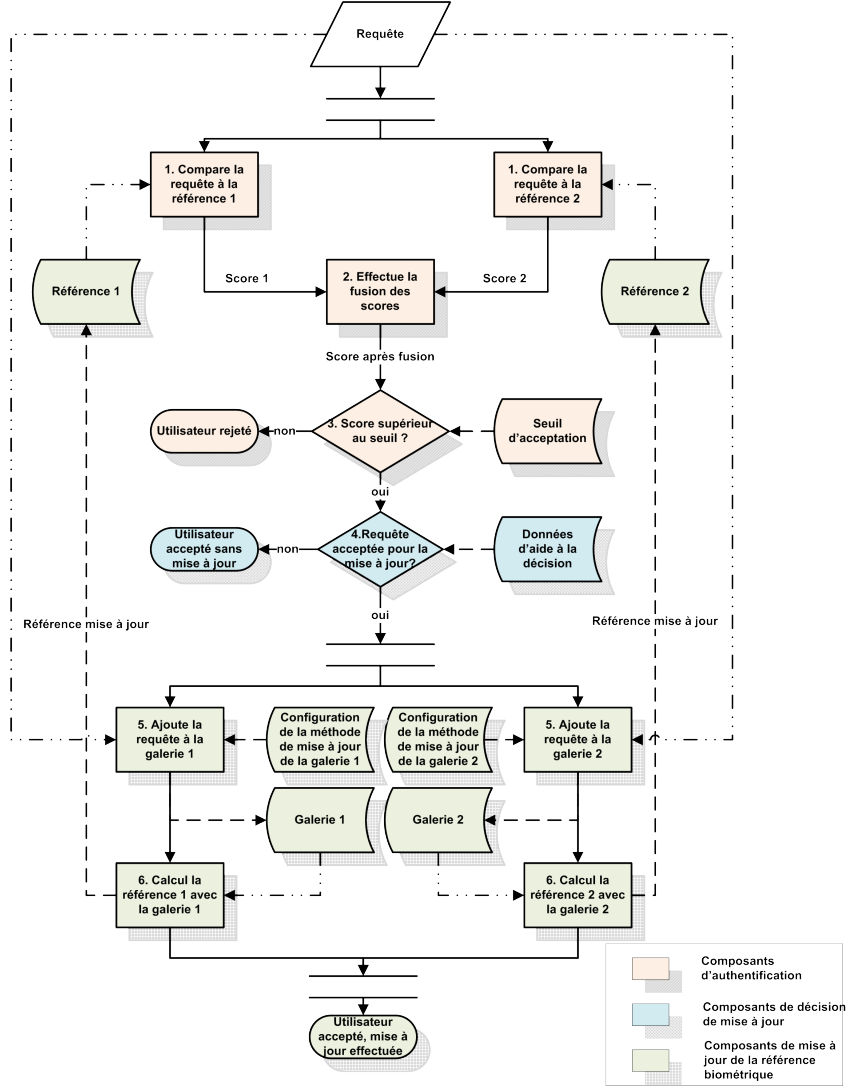 Requête
1. Compare la
requête à la
référence 1
1. Compare la
requête à la
référence 2
Référence 1
Score 1
2. Effectue la
fusion des
scores
Score 2
Référence 2
Score après fusion
Utilisateur rejeté
non
3. Score supérieur
au seuil ?
Seuil
d'acceptation
oui
Utilisateur
accepté sans
mise à jour
non
4.Requête
acceptée pour la
mise à jour?
Données
d'aide à la
décision
oui
Référence mise à jour
Référence mise à jour
5. Ajoute la
requête à la
galerie 1
Configuration
de la méthode
de mise à jour
de la galerie 1
Configuration
de la méthode
de mise à jour
de la galerie 2
5. Ajoute la
requête à la
galerie 2
Galerie 1
Galerie 2
6. Calcul la
référence 1 avec
la galerie 1
6. Calcul la
référence 2 avec
la galerie 2
Utilisateur
accepté, mise à
jour effectuée
Composants
d'authentification
Composants de décision
de mise à jour
Composants de mise à
jour de la référence
biométrique